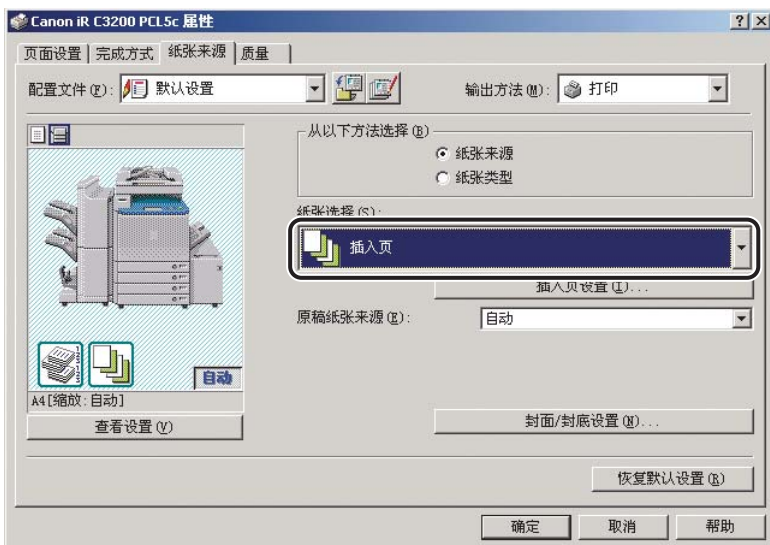 Canon iR C3200 PCL5c 属性
页面设置 完成方式 纸张来源 质量
配置文件(F): 默认设置 输出方法(M): 打印
从以下方法选择(B)
纸张来源
纸张类型
纸张选择(S):
插入页
插入页设置(I)...
原稿纸张来源(E): 自动
自动
A4[缩放:自动]
查看设置(V)
封面/封底设置(N)...
恢复默认设置(R)
确定 取消 帮助